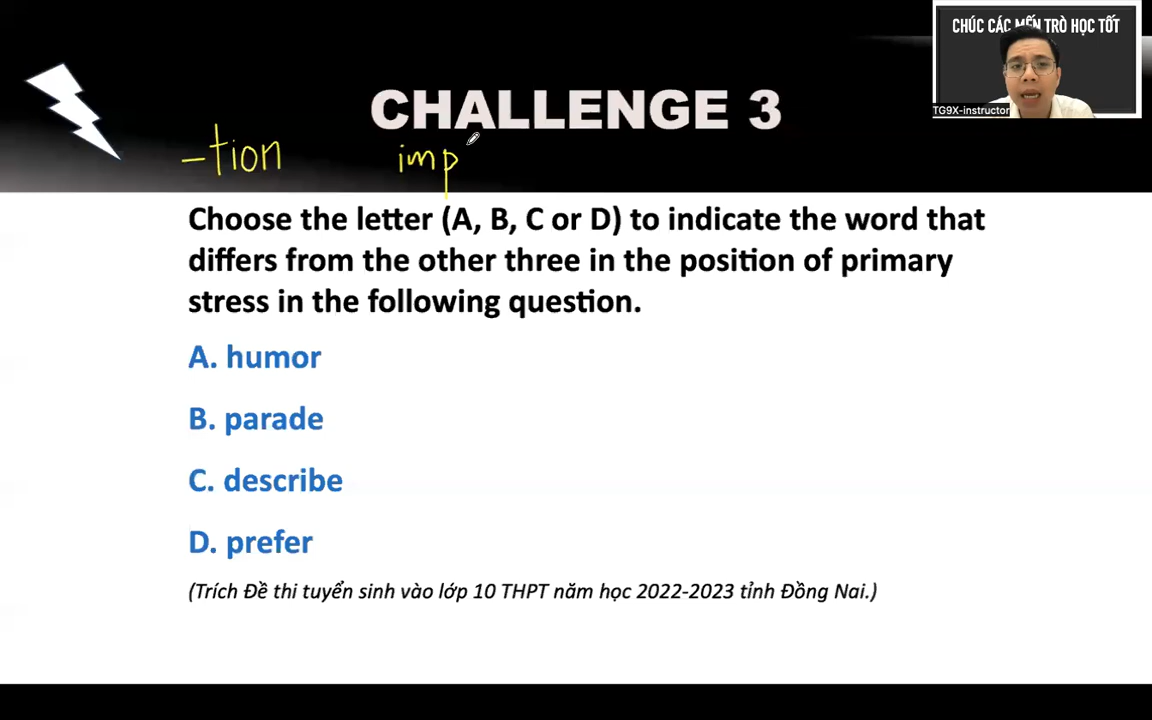 CHÚC CÁC MẾN TRÒ HỌC TỐT
TG9X-instructor
CHALLENGE 3
-tion imp
Choose the letter (A, B, C or D) to indicate the word that
differs from the other three in the position of primary
stress in the following question.
A. humor
B. parade
C. describe
D. prefer
(Trích Đề thi tuyển sinh vào lớp 10 THPT năm học 2022-2023 tỉnh Đồng Nai.)